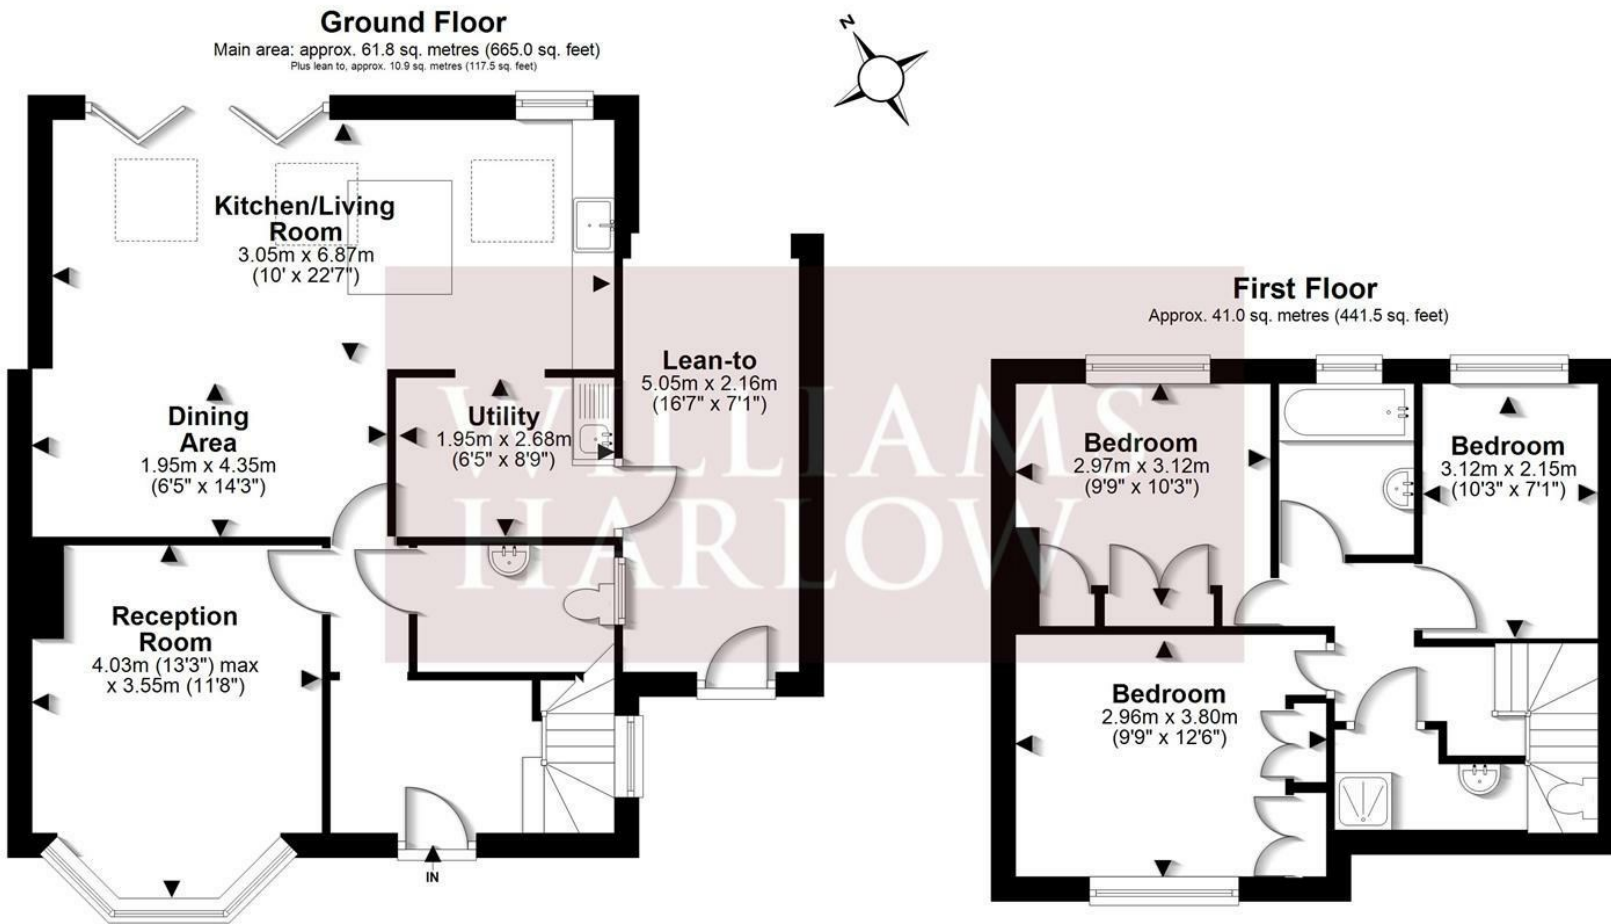 Ground Floor
Main area: approx. 61.8 sq. metres (665.0 sq. feet)
Plus lean to, approx. 10.9 sq. metres (117.5 sq. feet)
N
Kitchen/Living
Room
3.05m x 6.87m
(10' x 22'7")
Dining
Area
1.95m x 4.35m
(6'5" x 14'3")
Utility
1.95m x 2.68m
(6'5" x 8'9")
Lean-to
5.05m x 2.16m
(16'7" x 7'1")
Reception
Room
4.03m (13'3") max
x 3.55m (11'8")
IN
First Floor
Approx. 41.0 sq. metres (441.5 sq. feet)
Bedroom
2.97m x 3.12m
(9'9" x 10'3")
Bedroom
3.12m x 2.15m
(10'3" x 7'1")
Bedroom
2.96m x 3.80m
(9'9" x 12'6")
WILLIAMS
HARLOW